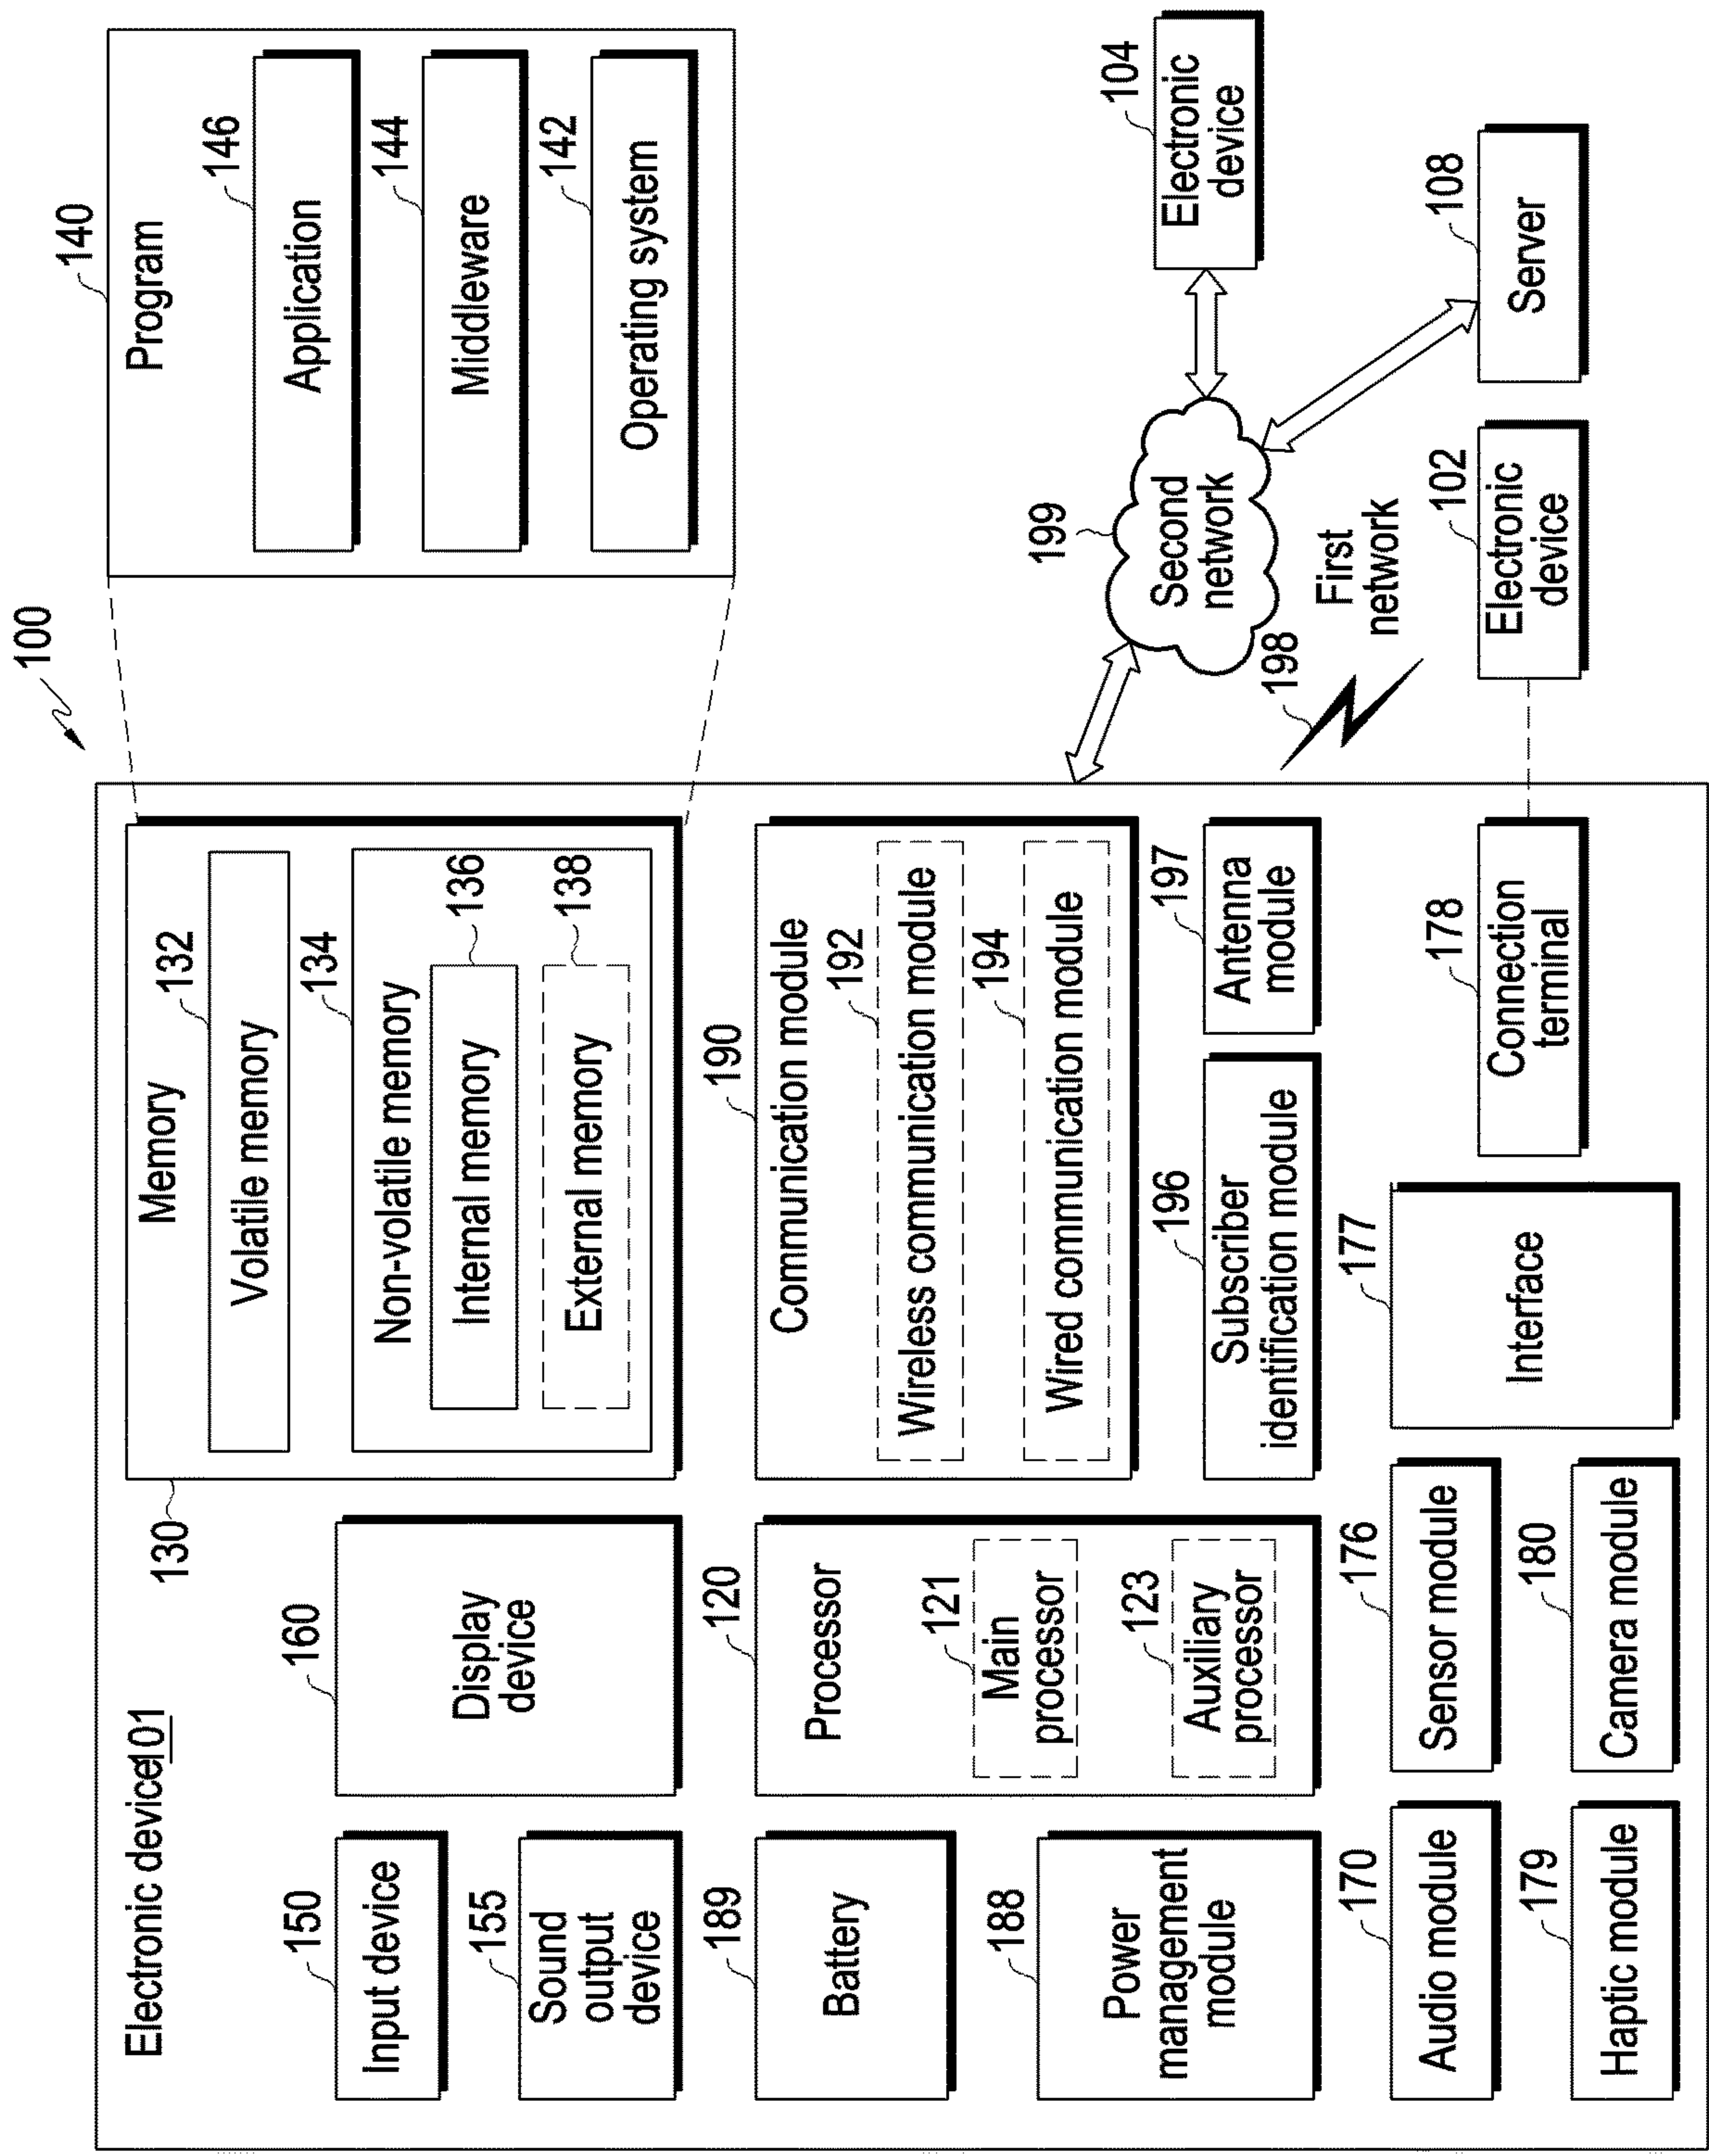 100
Electronic device101
130
Memory
Volatile memory
132
Non-volatile memory
134
Internal memory
136
External memory
138
140
Program
Application
146
Middleware
144
Operating system
142
150
Input device
155
Sound
output
device
160
Display
device
189
Battery
188
Power
management
module
120
Processor
121
Main
processor
123
Auxiliary
processor
190
Communication module
192
Wireless communication module
194
Wired communication module
196
Subscriber
identification module
197
Antenna
module
170
Audio module
176
Sensor module
179
Haptic module
180
Camera module
177
Interface
178
Connection
terminal
199
Second
network
198
First
network
104
Electronic
device
108
Server
102
Electronic
device